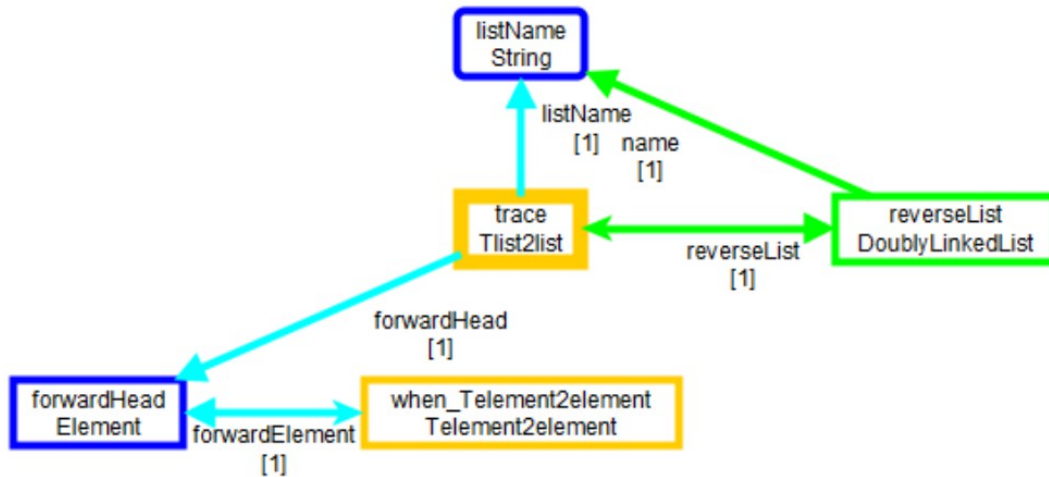 listName
String
listName
[1]
name
[1]
trace
Tlist2list
reverseList
DoublyLinkedList
reverseList
[1]
forwardHead
[1]
forwardHead
Element
when_Telement2element
Telement2element
forwardElement
[1]